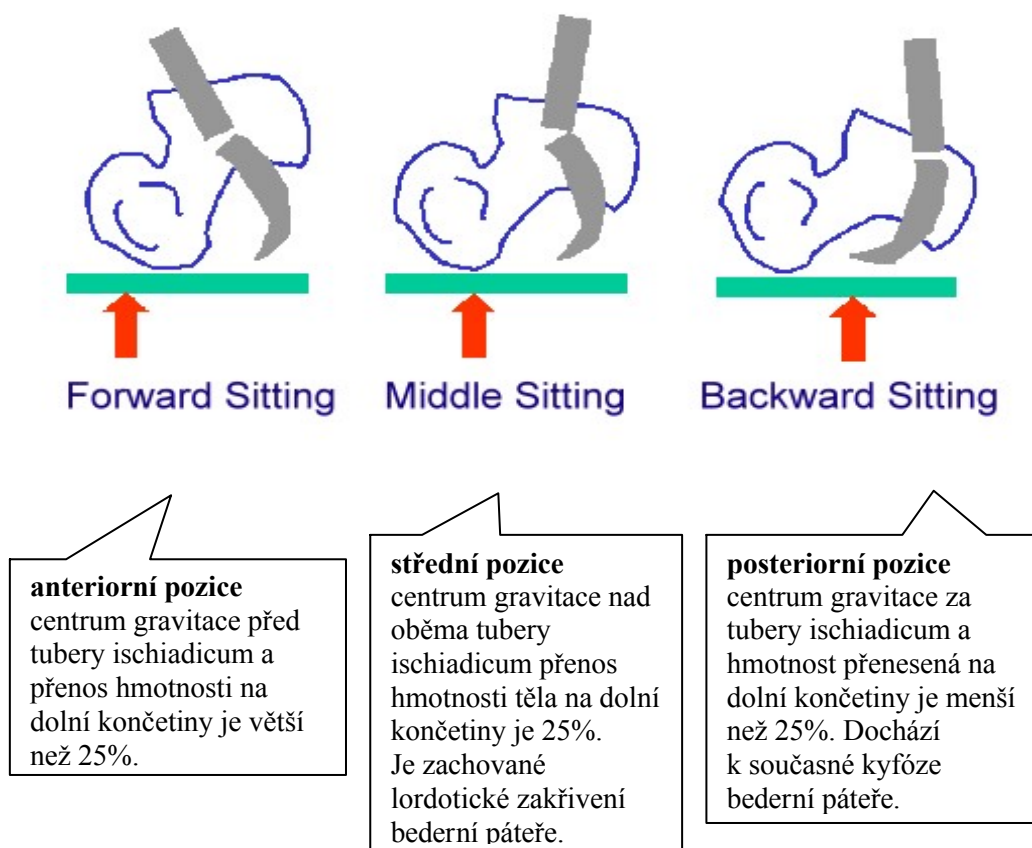 Forward Sitting
Middle Sitting
Backward Sitting
anteriorní pozice
centrum gravitace před
tubery ischiadicum a
přenos hmotnosti na
dolní končetiny je větší
než 25%.
střední pozice
centrum gravitace nad
oběma tubery
ischiadicum přenos
hmotnosti těla na dolní
končetiny je 25%.
Je zachované
lordotické zakřivení
bederní páteře.
posteriorní pozice
centrum gravitace za
tubery ischiadicum a
hmotnost přenesená na
dolní končetiny je menší
než 25%. Dochází
k současné kyfóze
bederní páteře.